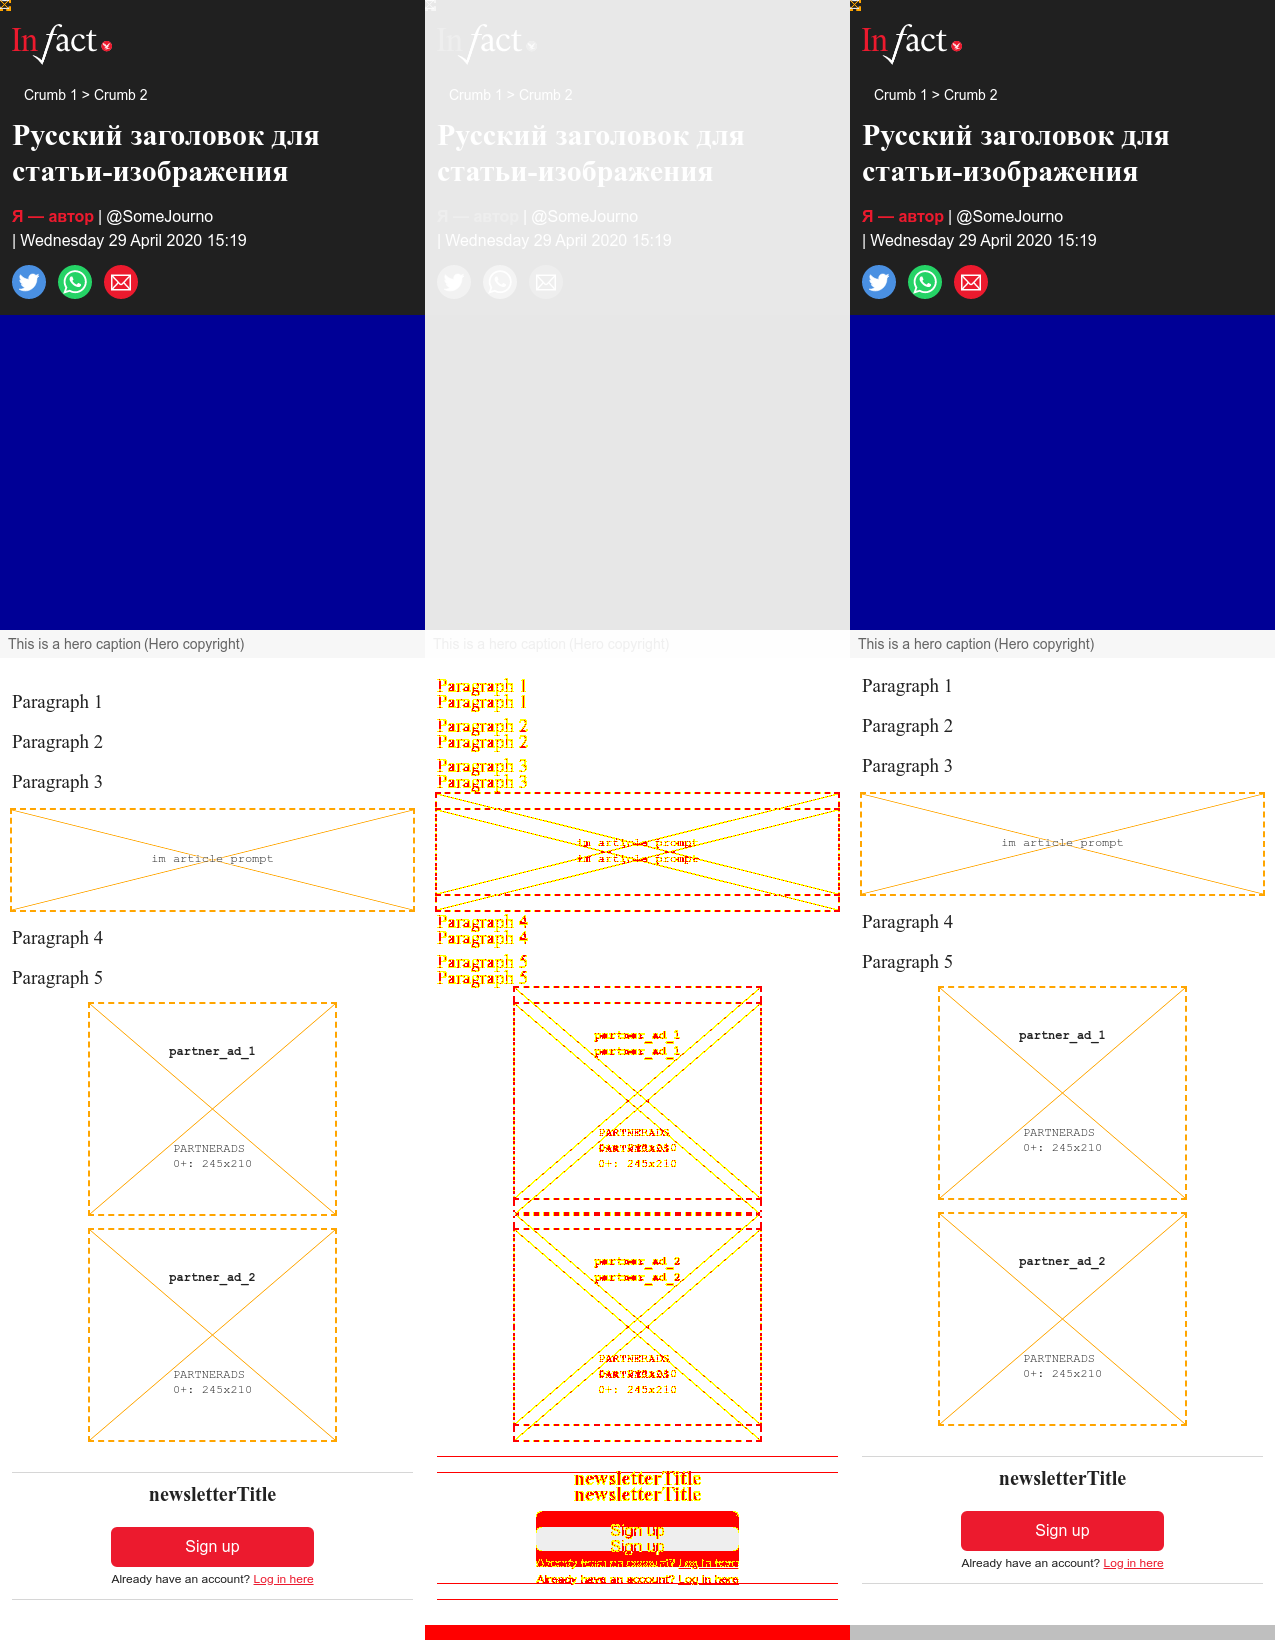 In fact
Crumb 1 > Crumb 2
Русский заголовок для
статьи-изображения
Я — автор | @SomeJourno
| Wednesday 29 April 2020 15:19
This is a hero caption (Hero copyright)
Paragraph 1
Paragraph 2
Paragraph 3
im article prompt
Paragraph 4
Paragraph 5
partner_ad_1
PARTNERADS
0+: 245x210
partner_ad_2
PARTNERADS
0+: 245x210
newsletterTitle
Sign up
Already have an account? Log in here
In fact
Crumb 1 > Crumb 2
Русский заголовок для
статьи-изображения
Я — автор | @SomeJourno
| Wednesday 29 April 2020 15:19
This is a hero caption (Hero copyright)
Paragraph 1
Paragraph 1
Paragraph 2
Paragraph 2
Paragraph 3
Paragraph 3
im article prompt
im article prompt
Paragraph 4
Paragraph 4
Paragraph 5
Paragraph 5
partner_ad_1
partner_ad_1
PARTNERADS
0+: 245x210
partner_ad_2
partner_ad_2
PARTNERADS
0+: 245x210
newsletterTitle
newsletterTitle
Sign up
Sign up
Already have an account? Log in here
Already have an account? Log in here
In fact
Crumb 1 > Crumb 2
Русский заголовок для
статьи-изображения
Я — автор | @SomeJourno
| Wednesday 29 April 2020 15:19
This is a hero caption (Hero copyright)
Paragraph 1
Paragraph 2
Paragraph 3
im article prompt
Paragraph 4
Paragraph 5
partner_ad_1
PARTNERADS
0+: 245x210
partner_ad_2
PARTNERADS
0+: 245x210
newsletterTitle
Sign up
Already have an account? Log in here